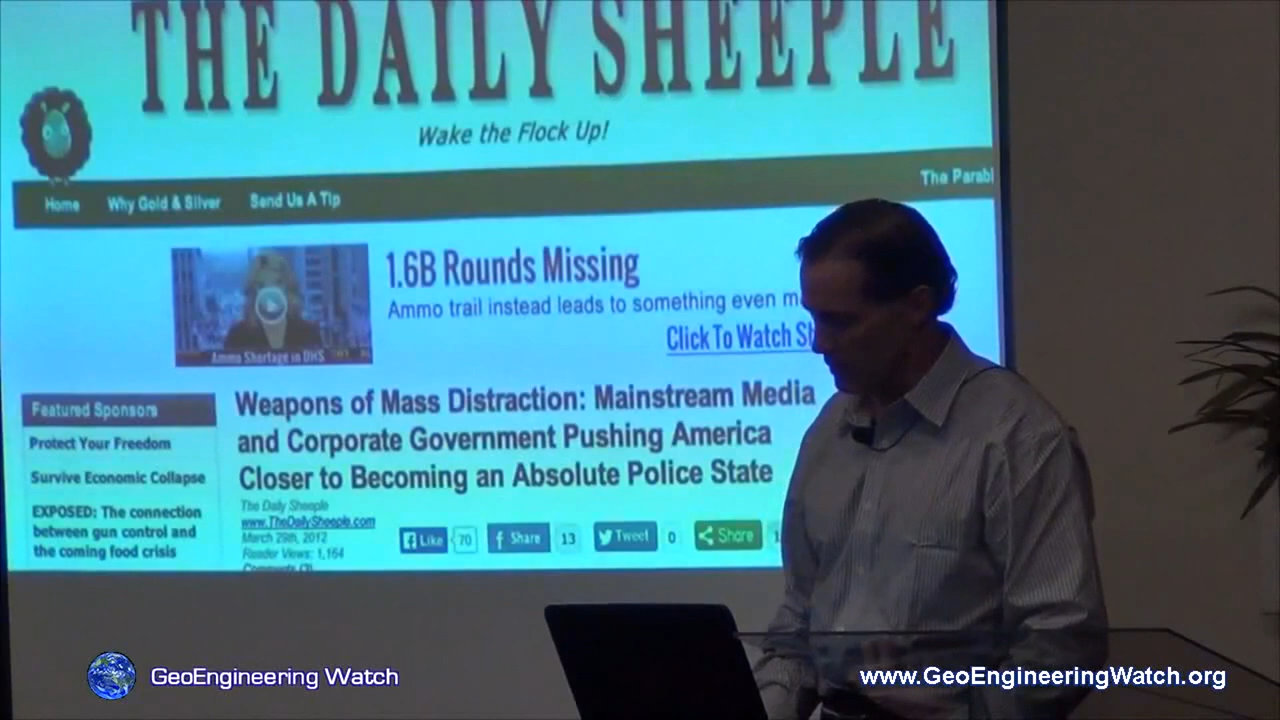 THE DAILY SHEEPLE
Wake the Flock Up!
Home Why Gold & Silver Send Us A Tip The Parabl
1.6B Rounds Missing
Ammo trail instead leads to something even m
Click To Watch Sh
Ammo Shortage in DHS
Featured Sponsors
Protect Your Freedom
Survive Economic Collapse
EXPOSED: The connection
between gun control and
the coming food crisis
Weapons of Mass Distraction: Mainstream Media
and Corporate Government Pushing America
Closer to Becoming an Absolute Police State
The Daily Sheeple
www.TheDailySheeple.com
March 29th, 2012
Reader Views: 1,164
Comments (3)
Like 70 Share 13 Tweet 0 Share 1
GeoEngineering Watch
www.GeoEngineeringWatch.org